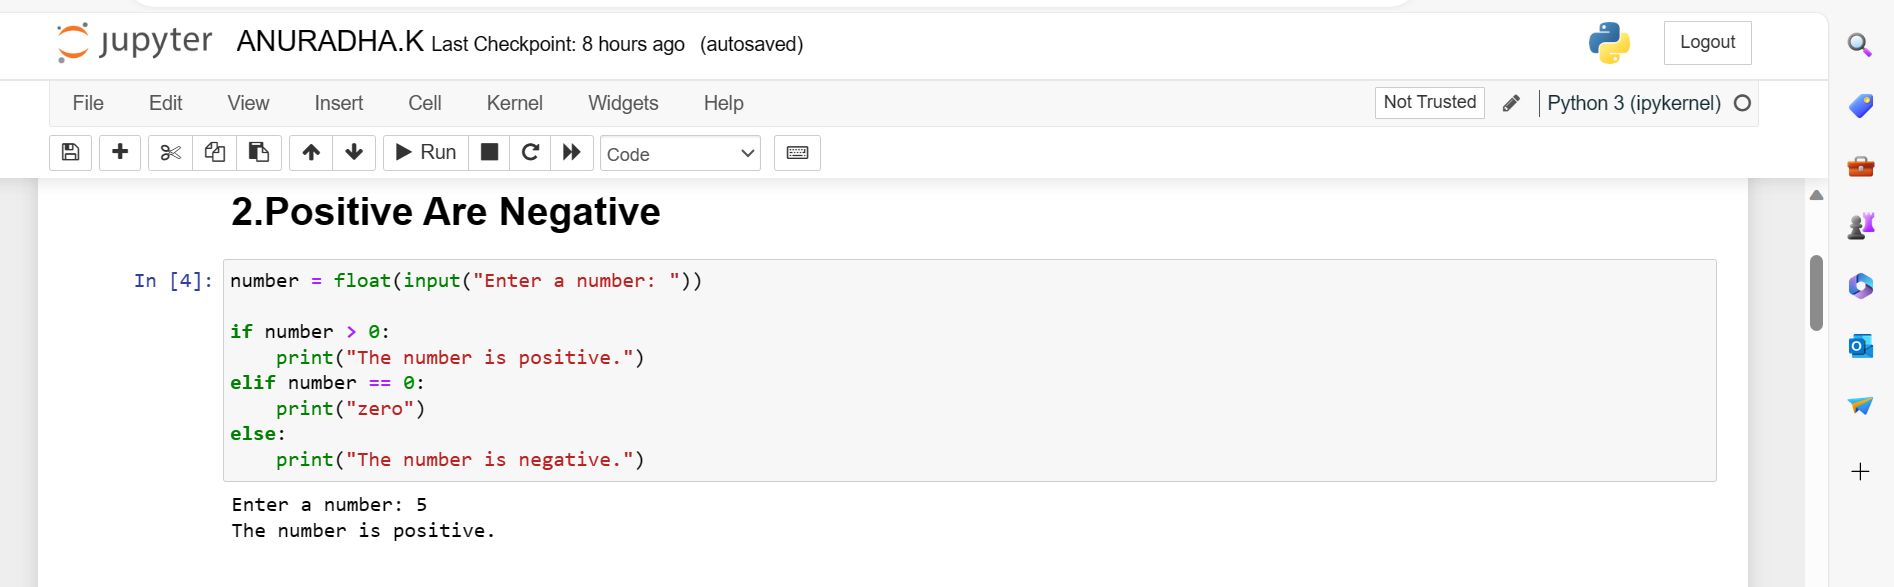 jupyter ANURADHA.K Last Checkpoint: 8 hours ago (autosaved)
Logout
File Edit View Insert Cell Kernel Widgets Help
Not Trusted
Python 3 (ipykernel)
Run
Code
2.Positive Are Negative
In [4]:
number = float(input("Enter a number: "))
if number > 0:
    print("The number is positive.")
elif number == 0:
    print("zero")
else:
    print("The number is negative.")
Enter a number: 5
The number is positive.